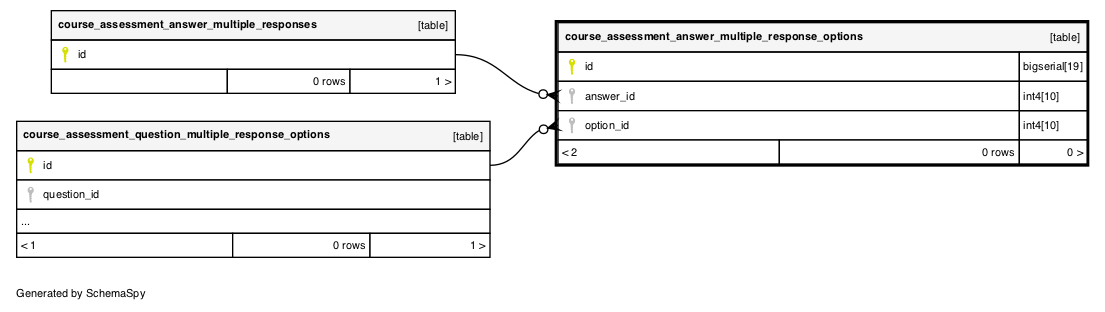 course_assessment_answer_multiple_responses [table]
id
0 rows 1 >
course_assessment_question_multiple_response_options [table]
id
question_id
...
< 1 0 rows 1 >
course_assessment_answer_multiple_response_options [table]
id bigserial[19]
answer_id int4[10]
option_id int4[10]
< 2 0 rows 0 >
Generated by SchemaSpy